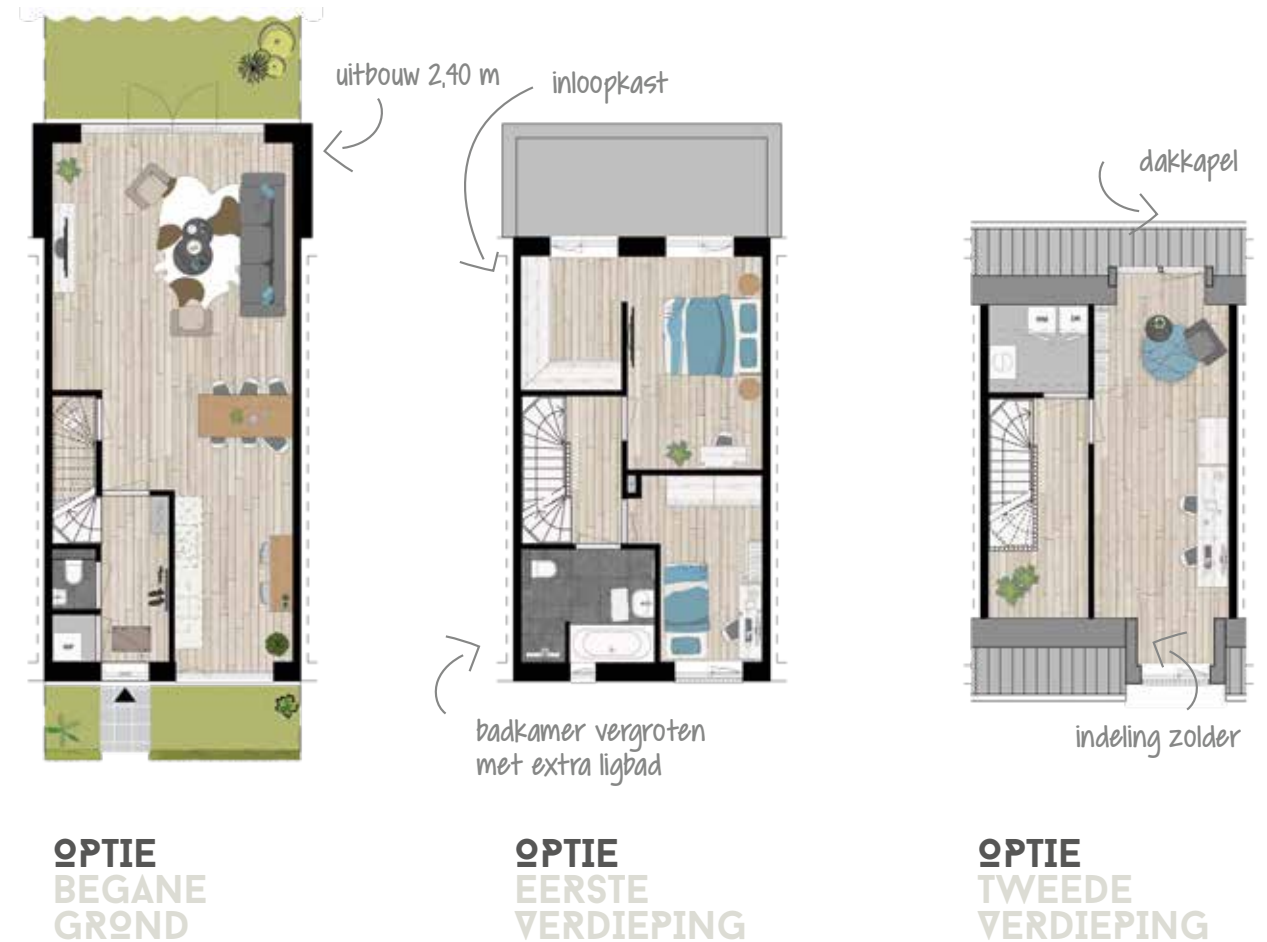 uitbouw 2,40 m
inloopkast
dakkapel
badkamer vergroten
met extra ligbad
indeling zolder
OPTIE
BEGANE
GROND
OPTIE
EERSTE
VERDIEPING
OPTIE
TWEEDE
VERDIEPING